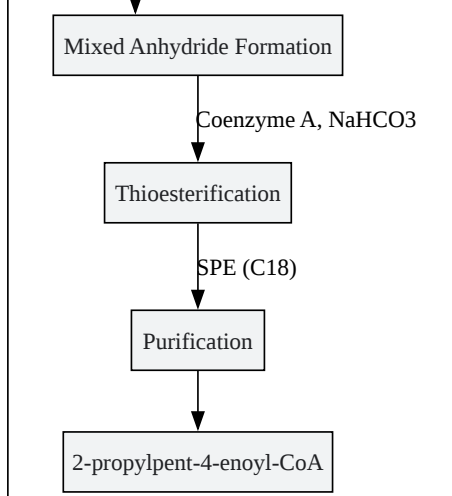 Mixed Anhydride Formation
Coenzyme A, NaHCO3
Thioesterification
SPE (C18)
Purification
2-propylpent-4-enoyl-CoA